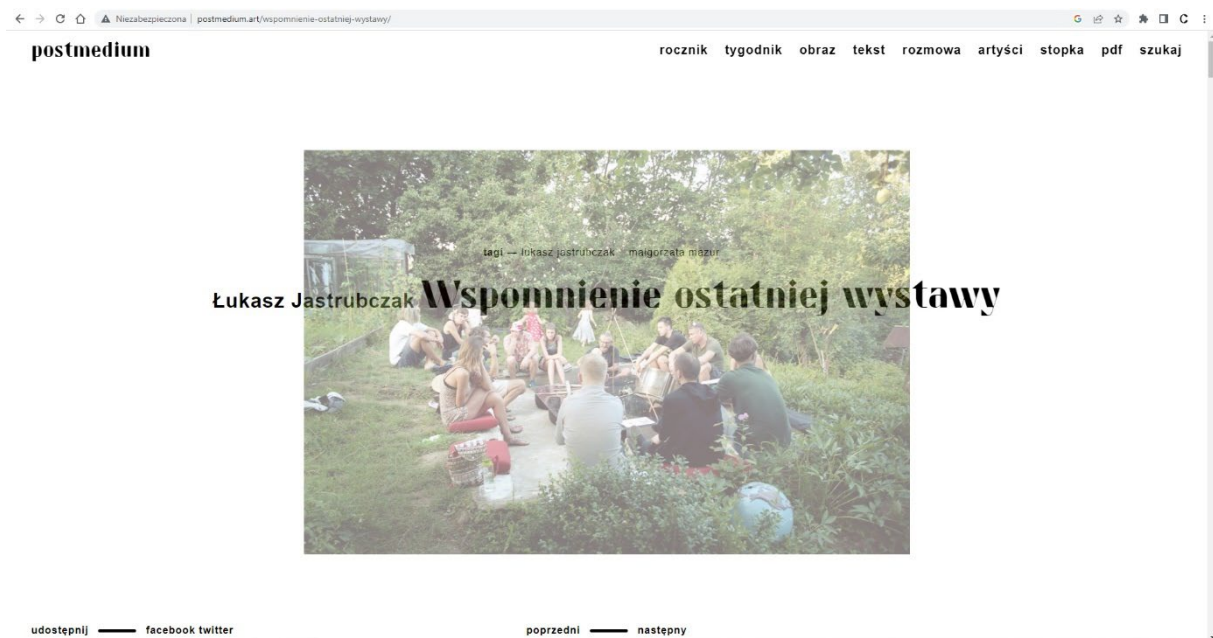 Niezabezpieczona | postmedium.art/wspomnienie-ostatniej-wystawy/
postmedium
rocznik tygodnik obraz tekst rozmowa artyści stopka pdf szukaj
tagi — łukasz jastrubczak małgorzata mazur
Łukasz Jastrubczak Wspomnienie ostatniej wystawy
udostępnij facebook twitter
poprzedni następny